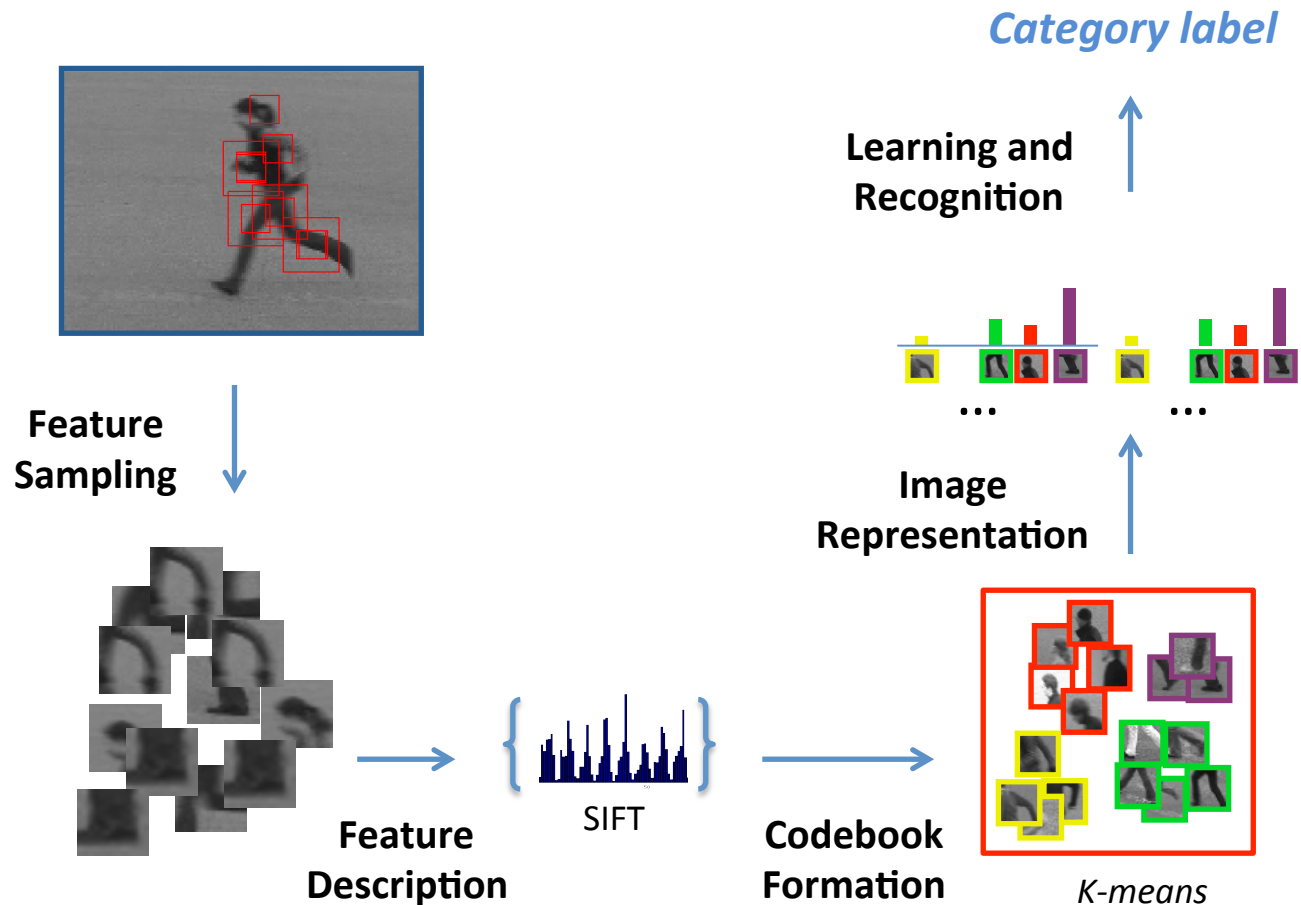 Category label
Learning and
Recognition
Feature
Sampling
... ...
Image
Representation
SIFT
Feature
Description
Codebook
Formation
K-means